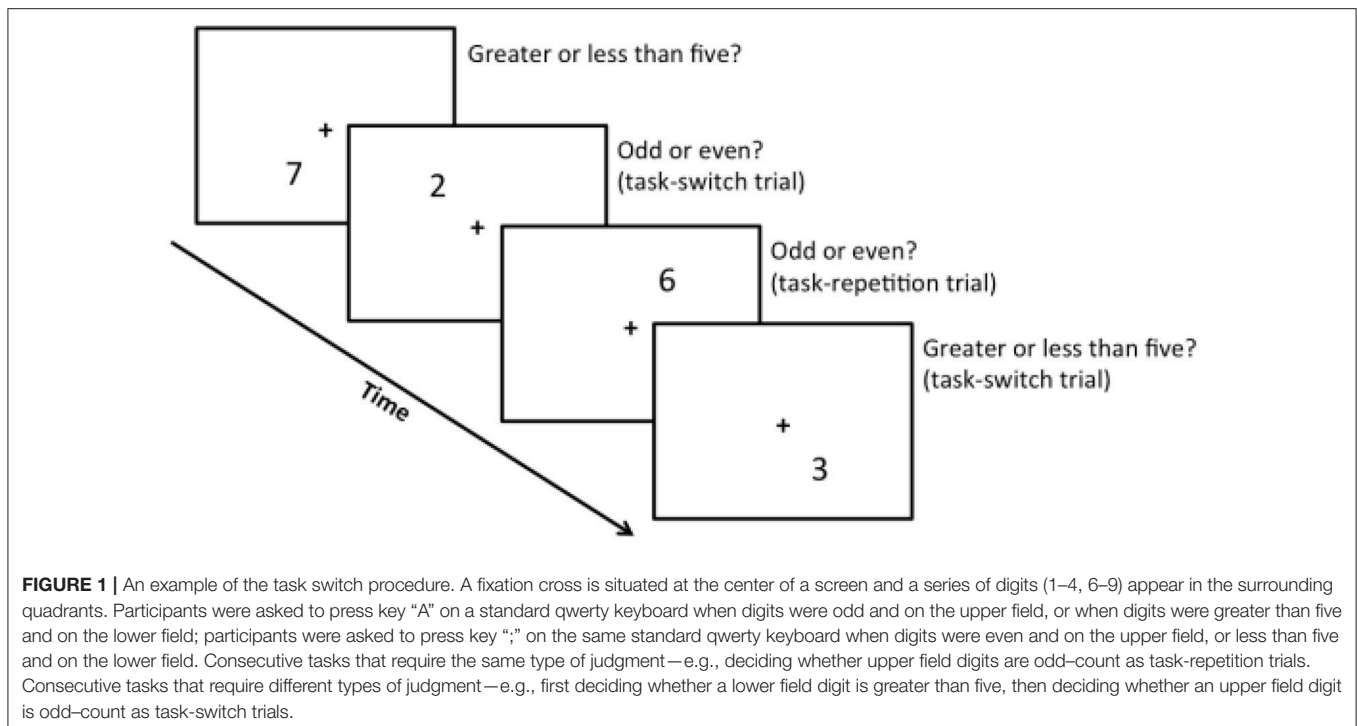 Greater or less than five?
+
7
Odd or even?
(task-switch trial)
2
+
Odd or even?
(task-repetition trial)
6
+
Greater or less than five?
(task-switch trial)
+
3
Time
FIGURE 1 | An example of the task switch procedure. A fixation cross is situated at the center of a screen and a series of digits (1–4, 6–9) appear in the surrounding
quadrants. Participants were asked to press key “A” on a standard qwerty keyboard when digits were odd and on the upper field, or when digits were greater than five
and on the lower field; participants were asked to press key “;” on the same standard qwerty keyboard when digits were even and on the upper field, or less than five
and on the lower field. Consecutive tasks that require the same type of judgment—e.g., deciding whether upper field digits are odd–count as task-repetition trials.
Consecutive tasks that require different types of judgment—e.g., first deciding whether a lower field digit is greater than five, then deciding whether an upper field digit
is odd–count as task-switch trials.